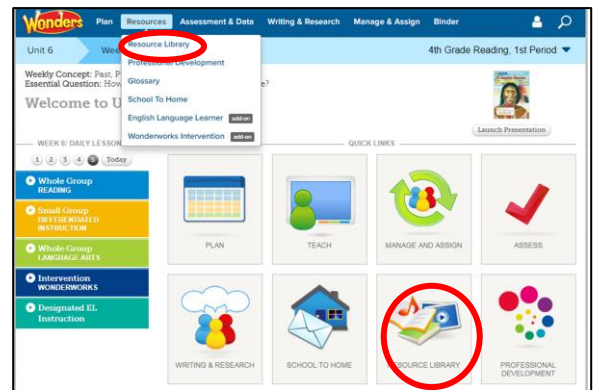 Wonders Plan Resources Assessment & Data Writing & Research Manage & Assign Binder
Unit 6 Wee 4th Grade Reading, 1st Period
Resource Library
Professional Development
Glossary
School To Home
English Language Learner add-on
Wonderworks Intervention add-on
Weekly Concept: Past, P
Essential Question: How e?
Welcome to U
Launch Presentation
WEEK 6: DAILY LESSON
QUICK LINKS
1 2 3 4 5 Today
Whole Group
READING
Small Group
DIFFERENTIATED
INSTRUCTION
Whole Group
LANGUAGE ARTS
Intervention
WONDERWORKS
Designated EL
Instruction
PLAN
TEACH
MANAGE AND ASSIGN
ASSESS
WRITING & RESEARCH
SCHOOL TO HOME
RESOURCE LIBRARY
PROFESSIONAL
DEVELOPMENT